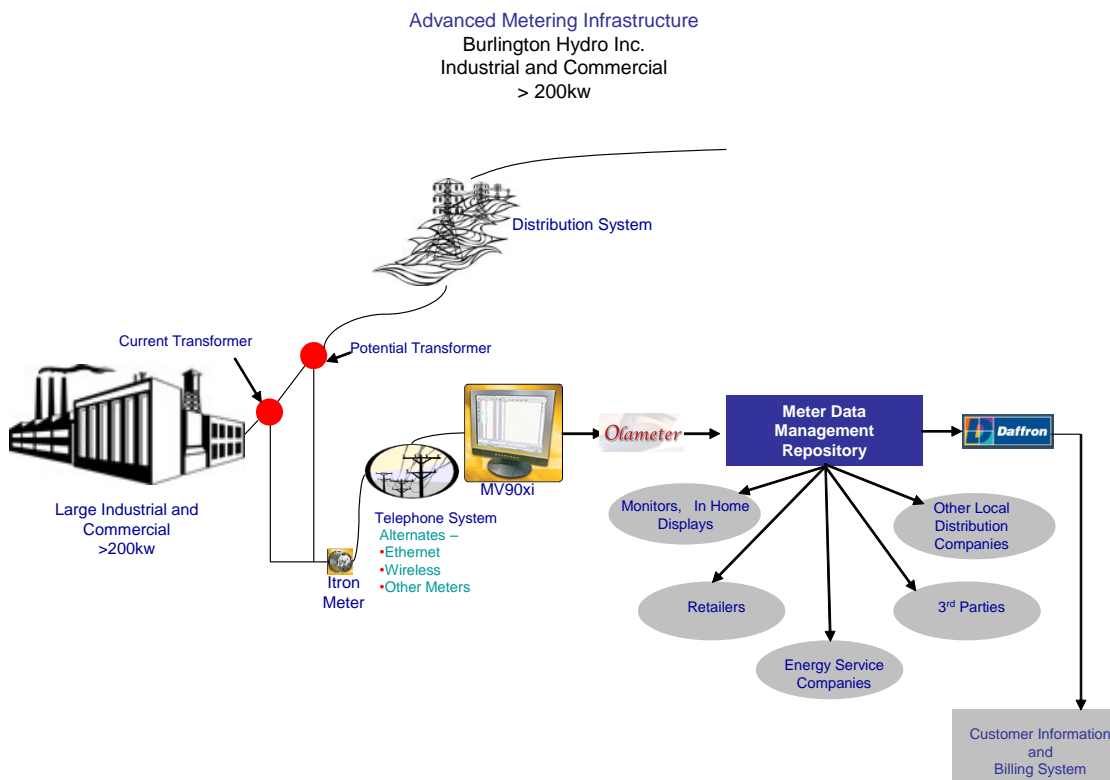 Advanced Metering Infrastructure
Burlington Hydro Inc.
Industrial and Commercial
> 200kw
Distribution System
Current Transformer
Potential Transformer
Large Industrial and
Commercial
>200kw
Itron
Meter
Telephone System
Alternates –
•Ethernet
•Wireless
•Other Meters
MV90xi
Olameter
Meter Data
Management
Repository
Daffron
Monitors, In Home
Displays
Other Local
Distribution
Companies
Retailers
3rd Parties
Energy Service
Companies
Customer Information
and
Billing System